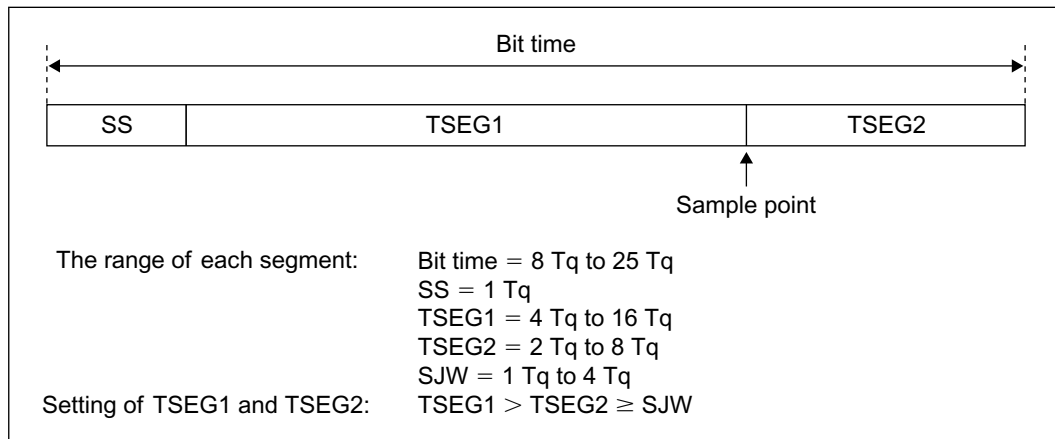 Bit time
SS TSEG1 TSEG2
Sample point
The range of each segment: Bit time = 8 Tq to 25 Tq
SS = 1 Tq
TSEG1 = 4 Tq to 16 Tq
TSEG2 = 2 Tq to 8 Tq
SJW = 1 Tq to 4 Tq
Setting of TSEG1 and TSEG2: TSEG1 > TSEG2 ≥ SJW